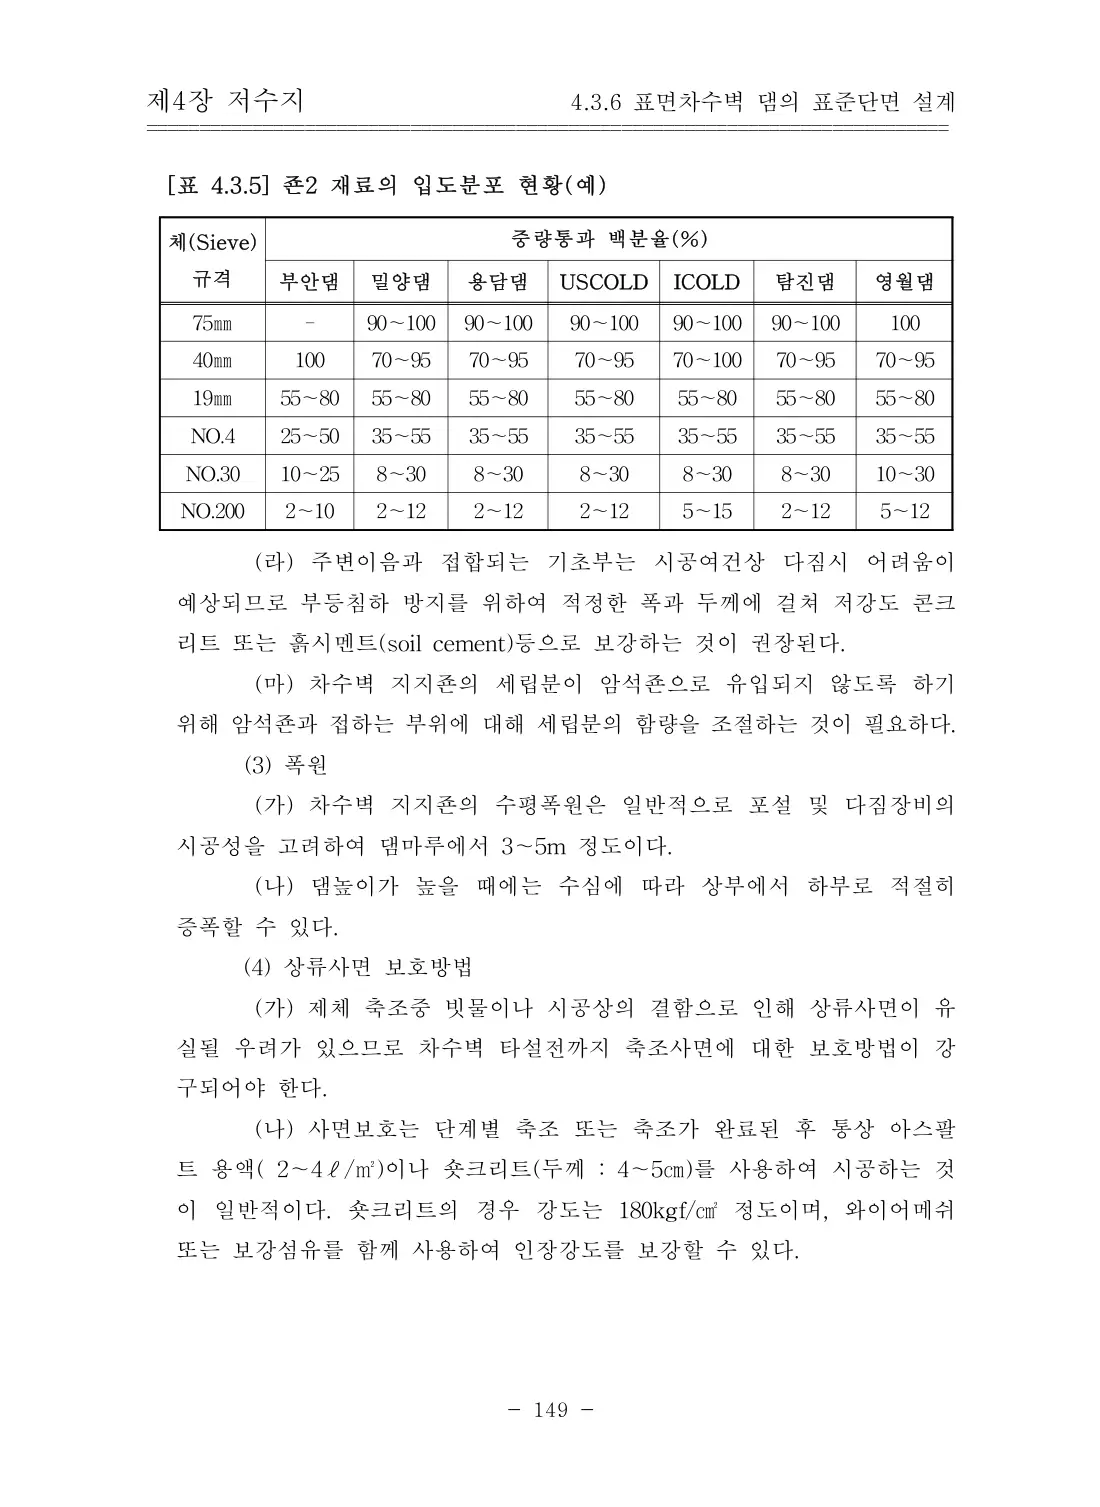 제4장 저수지 4.3.6 표면차수벽 댐의 표준단면 설계
[표 4.3.5] 죤2 재료의 입도분포 현황(예)
체(Sieve) 규격 중량통과 백분율(%)
부안댐 밀양댐 용담댐 USCOLD ICOLD 탐진댐 영월댐
75㎜ - 90~100 90~100 90~100 90~100 90~100 100
40㎜ 100 70~95 70~95 70~95 70~100 70~95 70~95
19㎜ 55~80 55~80 55~80 55~80 55~80 55~80 55~80
NO.4 25~50 35~55 35~55 35~55 35~55 35~55 35~55
NO.30 10~25 8~30 8~30 8~30 8~30 8~30 10~30
NO.200 2~10 2~12 2~12 2~12 5~15 2~12 5~12
(라) 주변이음과 접합되는 기초부는 시공여건상 다짐시 어려움이
예상되므로 부등침하 방지를 위하여 적정한 폭과 두께에 걸쳐 저강도 콘크
리트 또는 흙시멘트(soil cement)등으로 보강하는 것이 권장된다.
(마) 차수벽 지지죤의 세립분이 암석죤으로 유입되지 않도록 하기
위해 암석죤과 접하는 부위에 대해 세립분의 함량을 조절하는 것이 필요하다.
(3) 폭원
(가) 차수벽 지지죤의 수평폭원은 일반적으로 포설 및 다짐장비의
시공성을 고려하여 댐마루에서 3~5m 정도이다.
(나) 댐높이가 높을 때에는 수심에 따라 상부에서 하부로 적절히
증폭할 수 있다.
(4) 상류사면 보호방법
(가) 제체 축조중 빗물이나 시공상의 결함으로 인해 상류사면이 유
실될 우려가 있으므로 차수벽 타설전까지 축조사면에 대한 보호방법이 강
구되어야 한다.
(나) 사면보호는 단계별 축조 또는 축조가 완료된 후 통상 아스팔
트 용액( 2~4ℓ/㎡)이나 숏크리트(두께 : 4~5㎝)를 사용하여 시공하는 것
이 일반적이다. 숏크리트의 경우 강도는 180kgf/㎠ 정도이며, 와이어메쉬
또는 보강섬유를 함께 사용하여 인장강도를 보강할 수 있다.
- 149 -